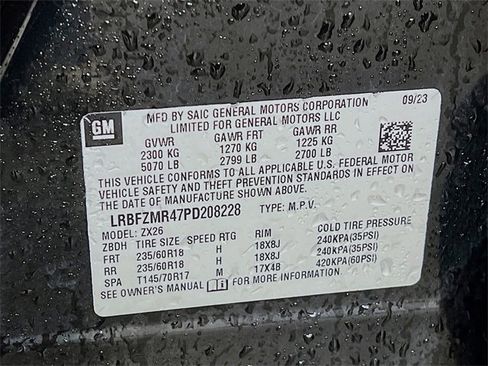 GM
MFD BY SAIC GENERAL MOTORS CORPORATION 09/23
LIMITED FOR GENERAL MOTORS LLC
GVWR GAWR FRT GAWR RR
2300 KG 1270 KG 1225 KG
5070 LB 2799 LB 2700 LB
THIS VEHICLE CONFORMS TO ALL APPLICABLE U.S. FEDERAL MOTOR
VEHICLE SAFETY AND THEFT PREVENTION STANDARDS IN EFFECT ON
THE DATE OF MANUFACTURE SHOWN ABOVE.
LRBFZMR47PD208228 TYPE: M.P.V.
MODEL: ZX26
ZBDH TIRE SIZE SPEED RTG RIM COLD TIRE PRESSURE
FRT 235/60R18 H 18X8J 240KPA(35PSI)
RR 235/60R18 H 18X8J 240KPA(35PSI)
SPA T145/70R17 M 17X4B 420KPA(60PSI)
SEE OWNER'S MANUAL FOR MORE INFORMATION.